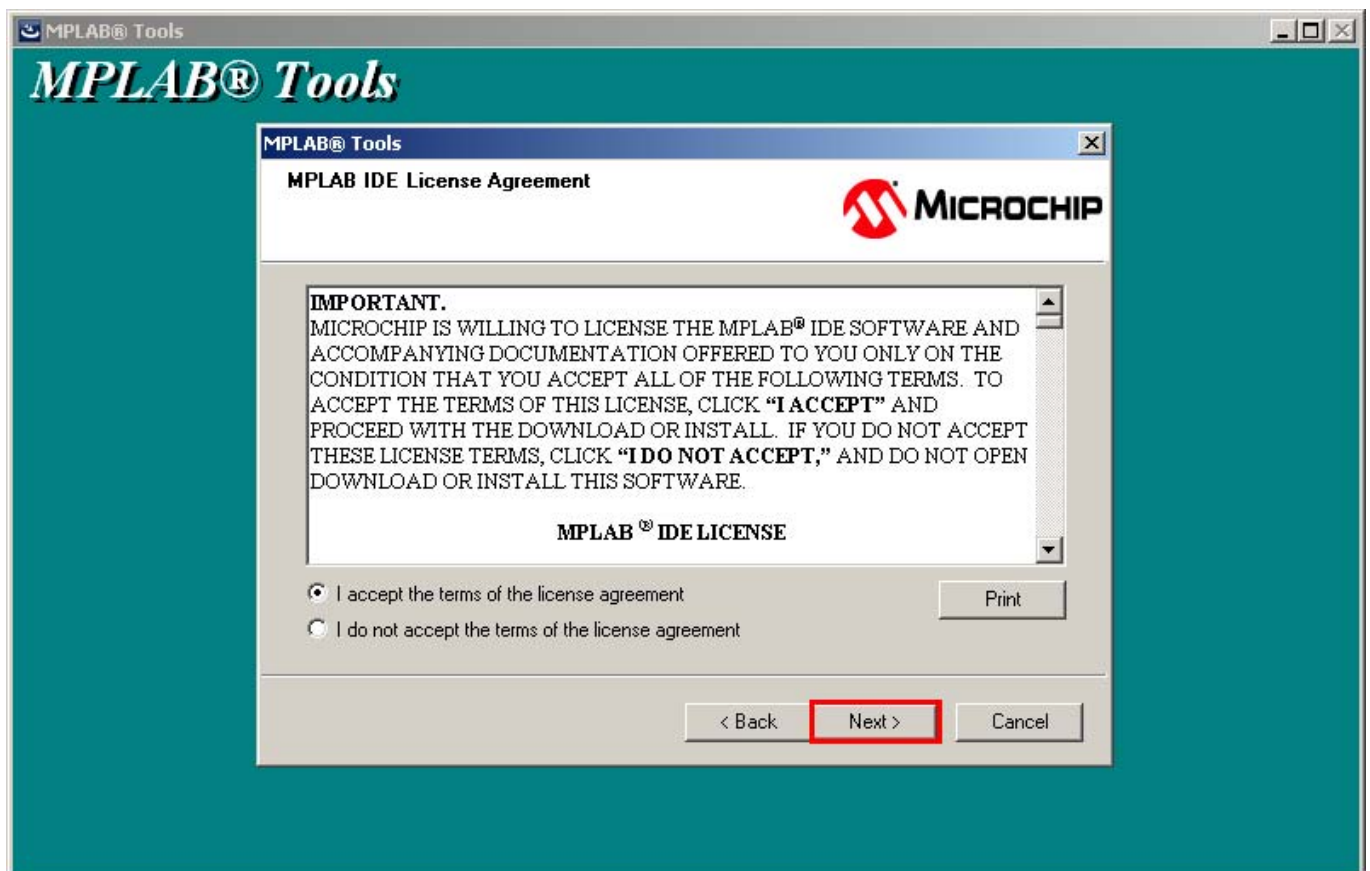 MPLAB® Tools
MPLAB® Tools
MPLAB® Tools
MPLAB IDE License Agreement
MICROCHIP
IMPORTANT.
MICROCHIP IS WILLING TO LICENSE THE MPLAB® IDE SOFTWARE AND
ACCOMPANYING DOCUMENTATION OFFERED TO YOU ONLY ON THE
CONDITION THAT YOU ACCEPT ALL OF THE FOLLOWING TERMS. TO
ACCEPT THE TERMS OF THIS LICENSE, CLICK “I ACCEPT” AND
PROCEED WITH THE DOWNLOAD OR INSTALL. IF YOU DO NOT ACCEPT
THESE LICENSE TERMS, CLICK “I DO NOT ACCEPT,” AND DO NOT OPEN
DOWNLOAD OR INSTALL THIS SOFTWARE.
MPLAB ® IDE LICENSE
I accept the terms of the license agreement
Print
I do not accept the terms of the license agreement
< Back Next > Cancel